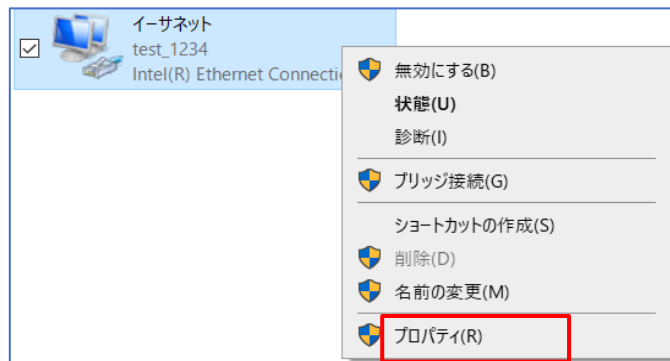 イーサネット
test_1234
Intel(R) Ethernet
無効にする(B)
状態(U)
診断(I)
ブリッジ接続(G)
ショートカットの作成(S)
削除(D)
名前の変更(M)
プロパティ(R)